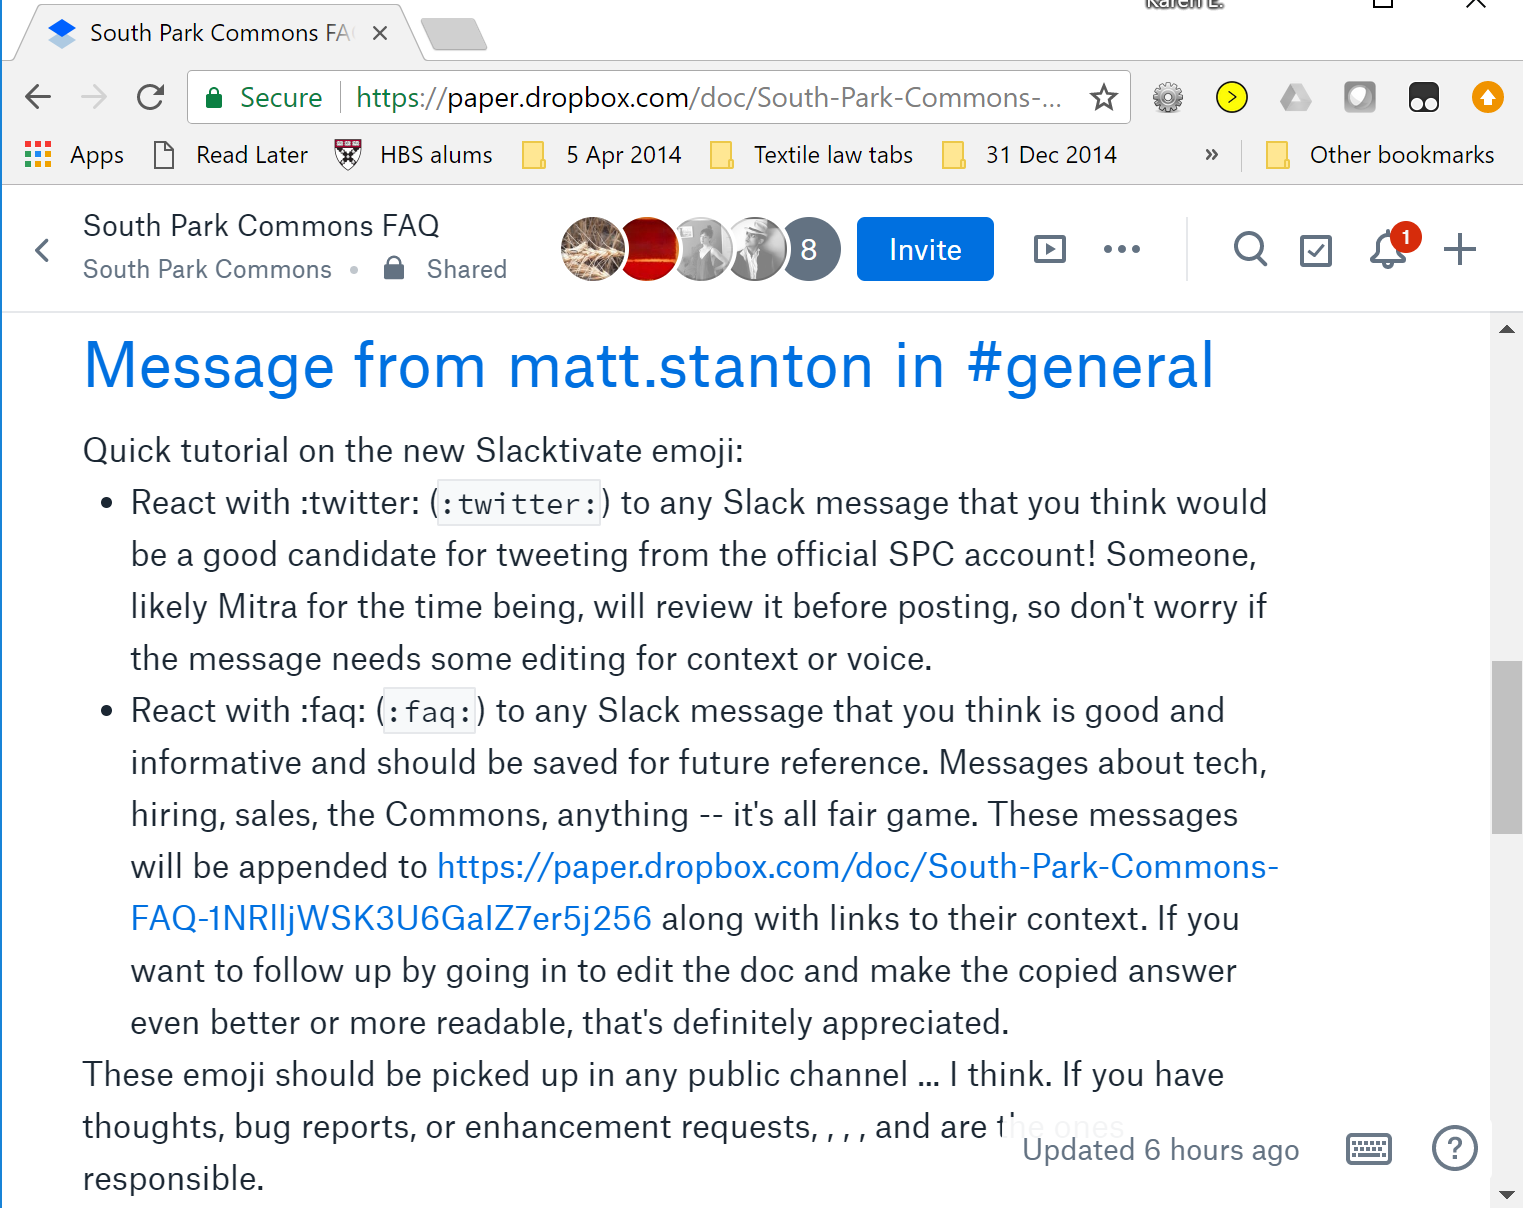 Karen E.
South Park Commons FA
Secure https://paper.dropbox.com/doc/South-Park-Commons-...
Apps Read Later HBS alums 5 Apr 2014 Textile law tabs 31 Dec 2014 » Other bookmarks
South Park Commons FAQ
South Park Commons • Shared
8
Invite
1
Message from matt.stanton in #general
Quick tutorial on the new Slacktivate emoji:
• React with :twitter: (:twitter:) to any Slack message that you think would
be a good candidate for tweeting from the official SPC account! Someone,
likely Mitra for the time being, will review it before posting, so don't worry if
the message needs some editing for context or voice.
• React with :faq: (:faq:) to any Slack message that you think is good and
informative and should be saved for future reference. Messages about tech,
hiring, sales, the Commons, anything -- it's all fair game. These messages
will be appended to https://paper.dropbox.com/doc/South-Park-Commons-
FAQ-1NRlljWSK3U6GaIZ7er5j256 along with links to their context. If you
want to follow up by going in to edit the doc and make the copied answer
even better or more readable, that's definitely appreciated.
These emoji should be picked up in any public channel ... I think. If you have
thoughts, bug reports, or enhancement requests, , , , and are the ones
responsible.
Updated 6 hours ago
?